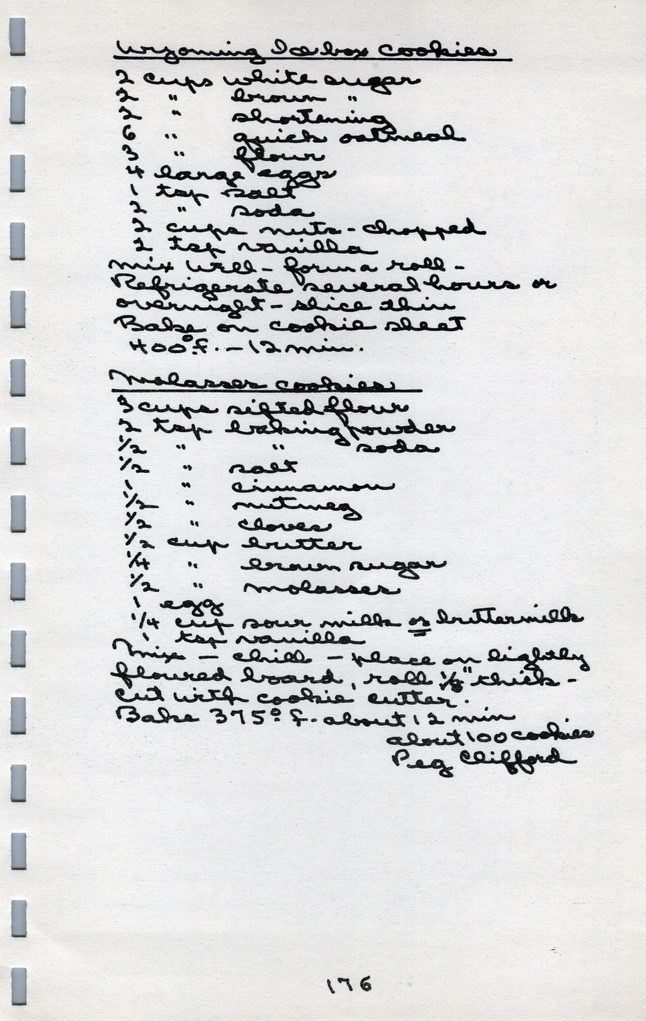 Wyoming Icebox Cookies
2 cups white sugar
2 " brown "
2 " shortening
6 " quick oatmeal
3 " flour
4 large eggs
1 tsp salt
2 " soda
2 cups nuts - chopped
2 tsp vanilla
Mix well - form a roll -
Refrigerate several hours or
overnight - slice thin
Bake on cookie sheet
400° f. - 12 min.
Molasses cookies
3 cups sifted flour
2 tsp baking powder
1/2 " " soda
1/2 " salt
1 " cinnamon
1/2 " nutmeg
1/2 " cloves
1/2 cup butter
1/4 " brown sugar
1/2 " molasses
1 egg
1/4 cup sour milk or buttermilk
1 tsp vanilla
Mix - chill - place on lightly
floured board, roll 1/8" thick -
cut with cookie cutter.
Bake 375° f. about 12 min
about 100 cookies
Peg Clifford
176